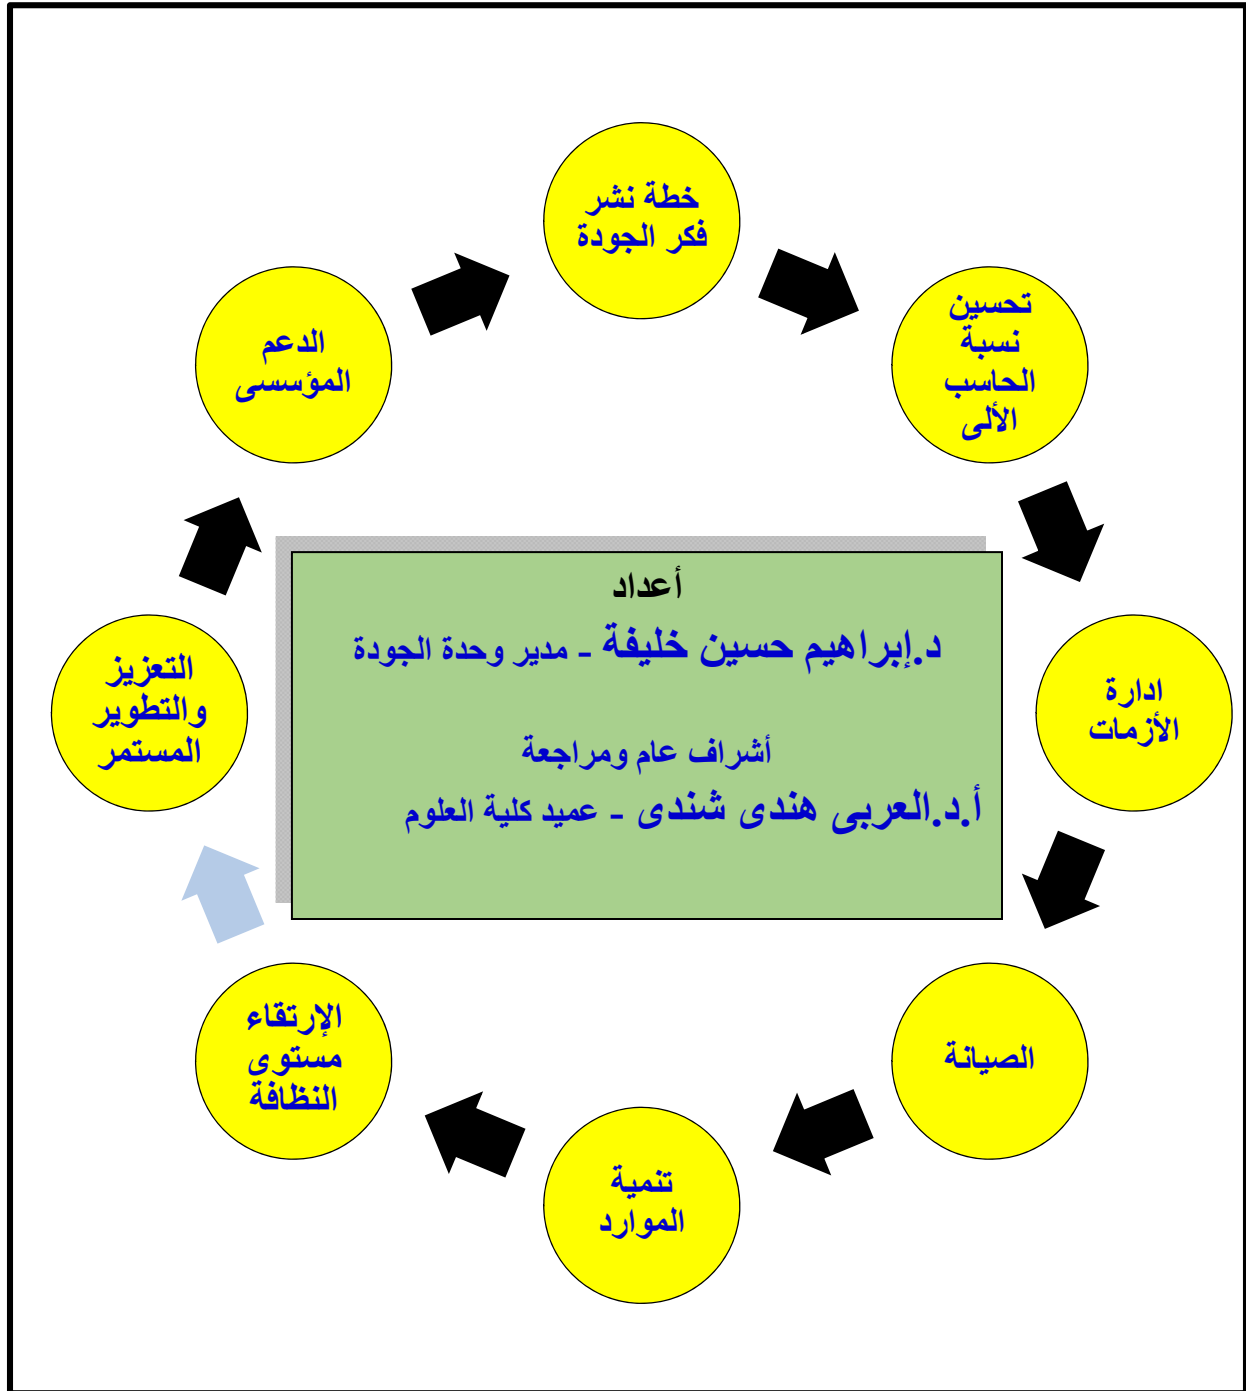 خطة نشر
فكر الجودة
تحسين
نسبة
الحاسب
الألى
ادارة
الأزمات
الصيانة
تنمية
الموارد
الإرتقاء
مستوى
النظافة
التعزيز
والتطوير
المستمر
الدعم
المؤسسى
أعداد
د.إبراهيم حسين خليفة - مدير وحدة الجودة
أشراف عام ومراجعة
أ.د.العربى هندى شندى - عميد كلية العلوم